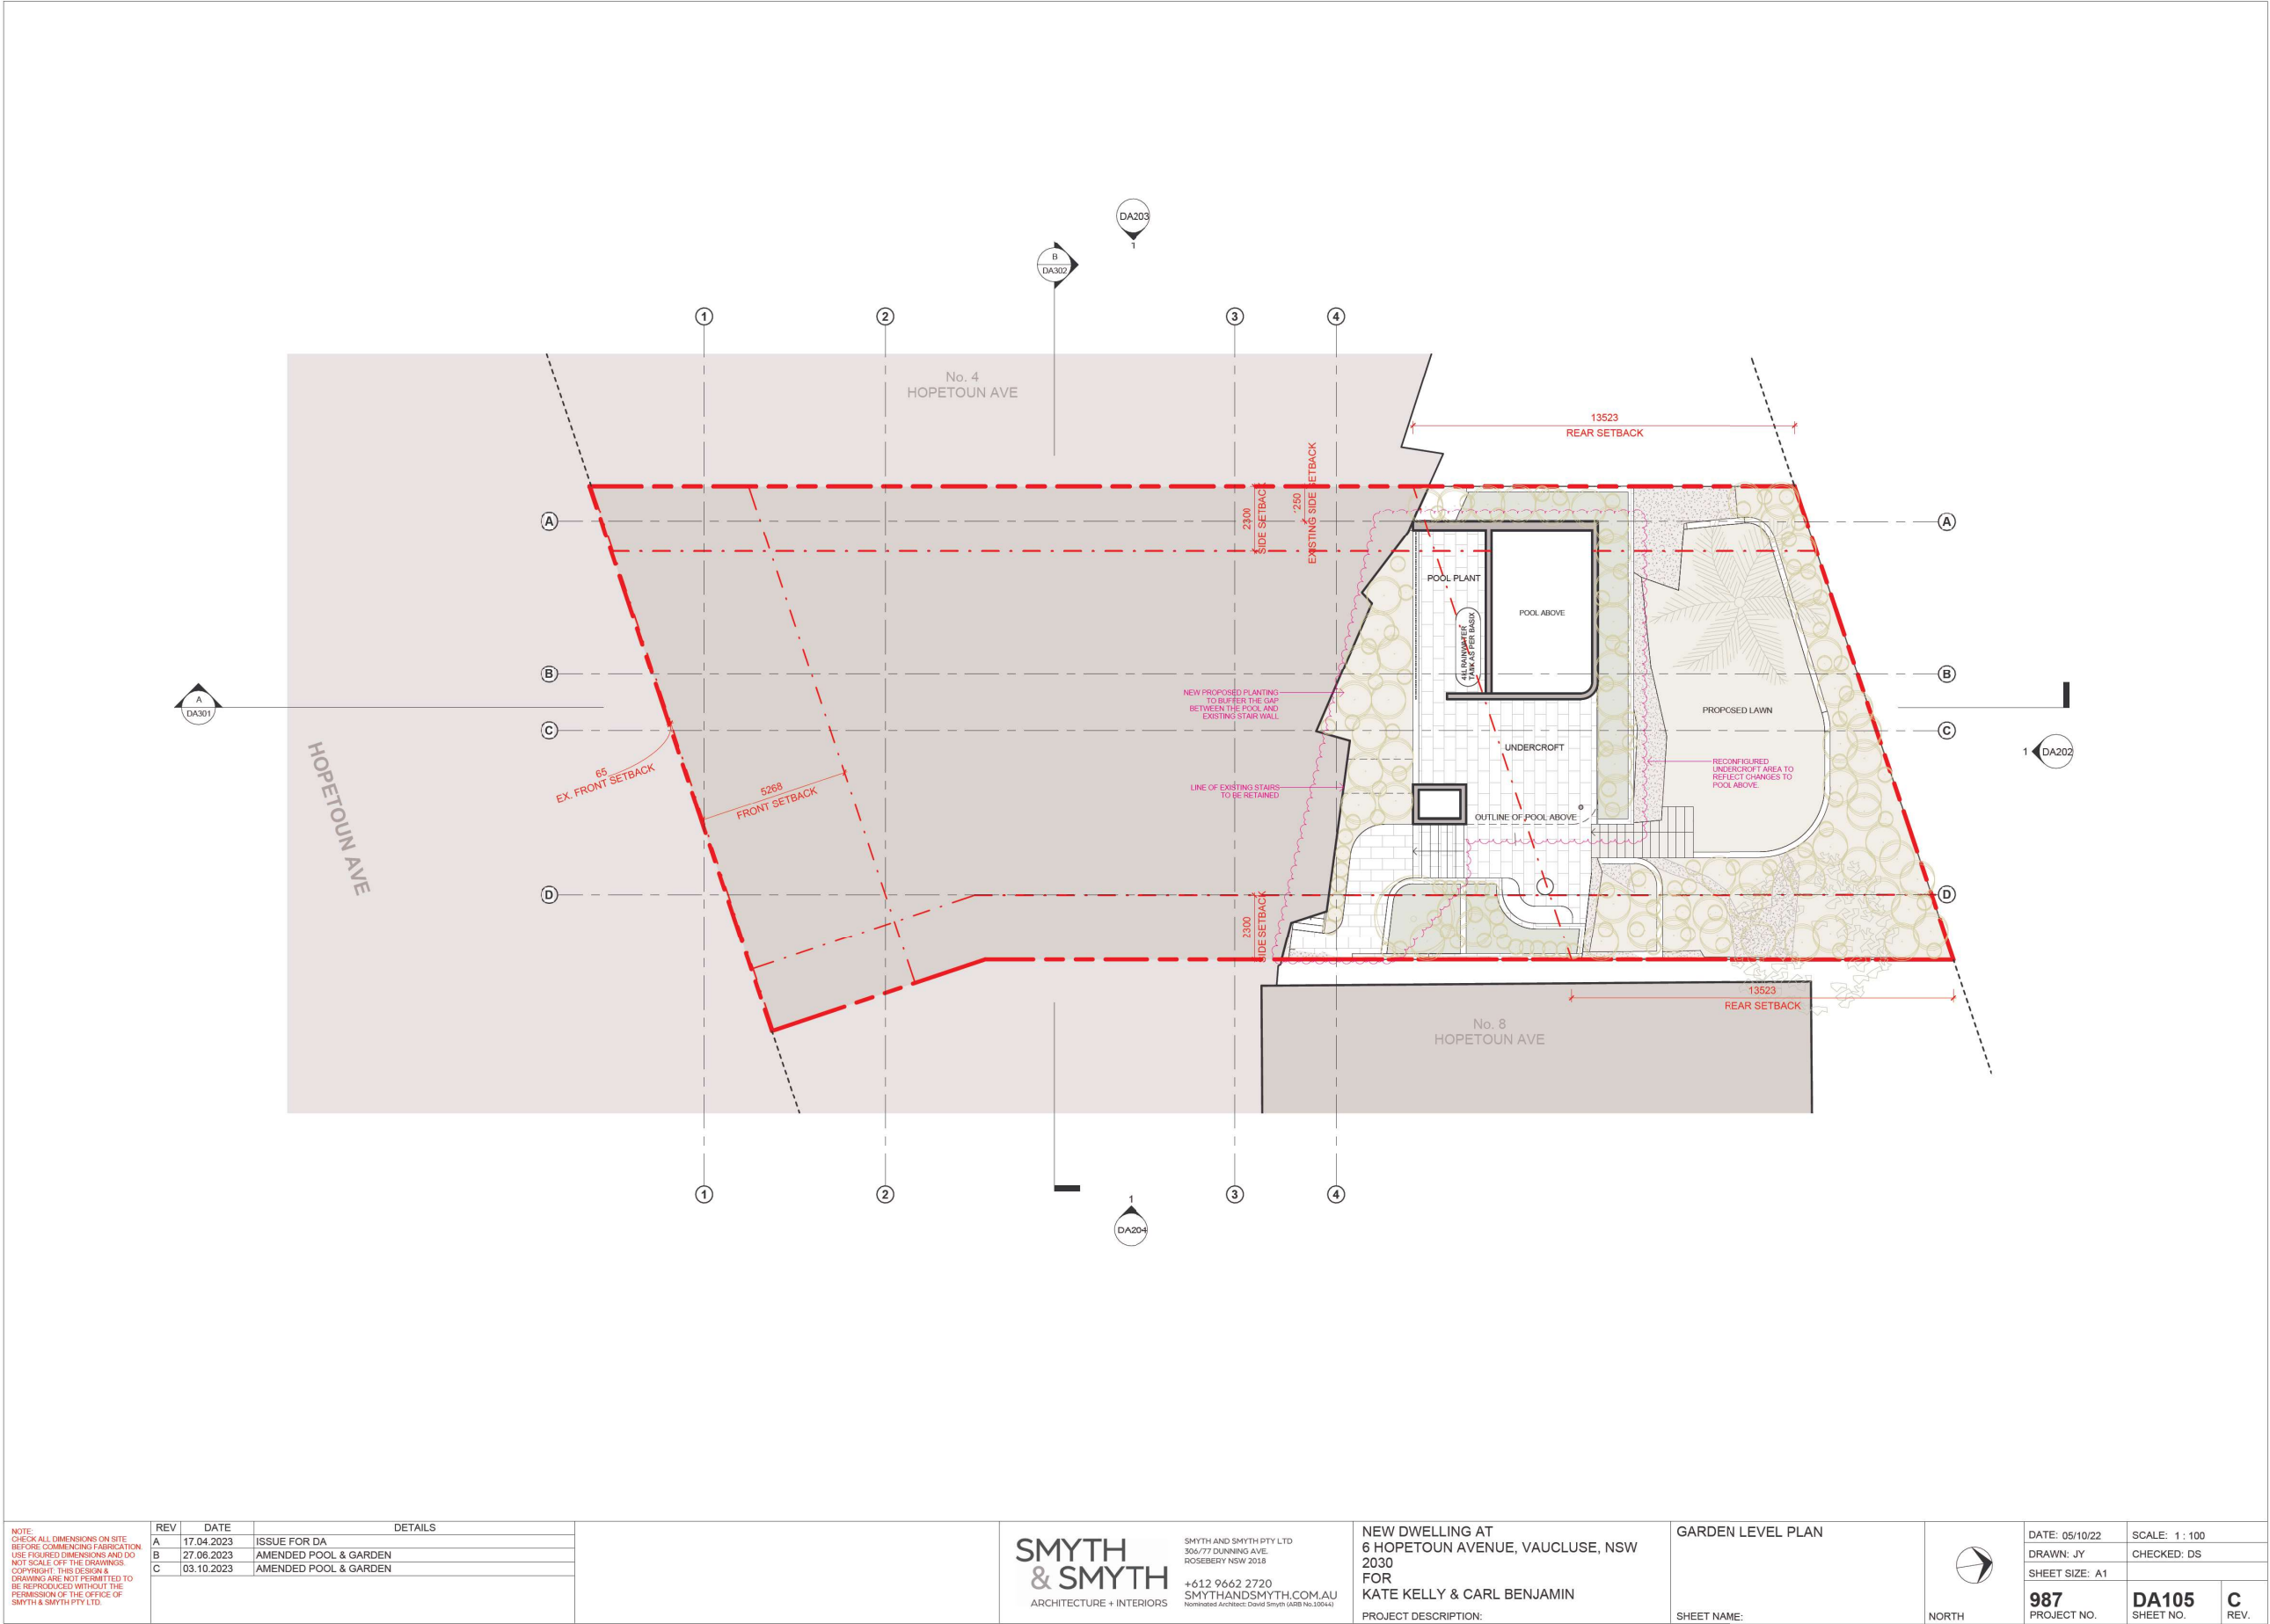 DA203
1
B
DA302
1
2
3
4
No. 4
HOPETOUN AVE
13523
REAR SETBACK
2300
SIDE SETBACK
EXISTING SIDE SETBACK
A
A
POOL PLANT
POOL ABOVE
TANK AS PER BASIX
B
B
A
DA301
NEW PROPOSED PLANTING
TO BUFFER THE GAP
BETWEEN THE POOL AND
EXISTING STAIR WALL
PROPOSED LAWN
C
C
UNDERCROFT
1
DA202
HOPETOUN AVE
65
EX. FRONT SETBACK
5268
FRONT SETBACK
RECONFIGURED
UNDERCROFT AREA TO
REFLECT CHANGES TO
POOL ABOVE.
LINE OF EXISTING STAIRS
TO BE RETAINED
OUTLINE OF POOL ABOVE
D
D
2300
SIDE SETBACK
13523
REAR SETBACK
No. 8
HOPETOUN AVE
1
2
3
4
1
DA204
NOTE:
CHECK ALL DIMENSIONS ON SITE
BEFORE COMMENCING FABRICATION.
USE FIGURED DIMENSIONS AND DO
NOT SCALE OFF THE DRAWINGS.
COPYRIGHT: THIS DESIGN &
DRAWING ARE NOT PERMITTED TO
BE REPRODUCED WITHOUT THE
PERMISSION OF THE OFFICE OF
SMYTH & SMYTH PTY LTD.
REV DATE DETAILS
A 17.04.2023 ISSUE FOR DA
B 27.06.2023 AMENDED POOL & GARDEN
C 03.10.2023 AMENDED POOL & GARDEN
SMYTH
& SMYTH
ARCHITECTURE + INTERIORS
SMYTH AND SMYTH PTY LTD
306/77 DUNNING AVE.
ROSEBERY NSW 2018
+612 9662 2720
SMYTHANDSMYTH.COM.AU
Nominated Architect: David Smyth (ARB No.10044)
NEW DWELLING AT
6 HOPETOUN AVENUE, VAUCLUSE, NSW
2030
FOR
KATE KELLY & CARL BENJAMIN
PROJECT DESCRIPTION:
GARDEN LEVEL PLAN
SHEET NAME:
NORTH
DATE: 05/10/22
SCALE: 1 : 100
DRAWN: JY
CHECKED: DS
SHEET SIZE: A1
987
PROJECT NO.
DA105
SHEET NO.
C
REV.